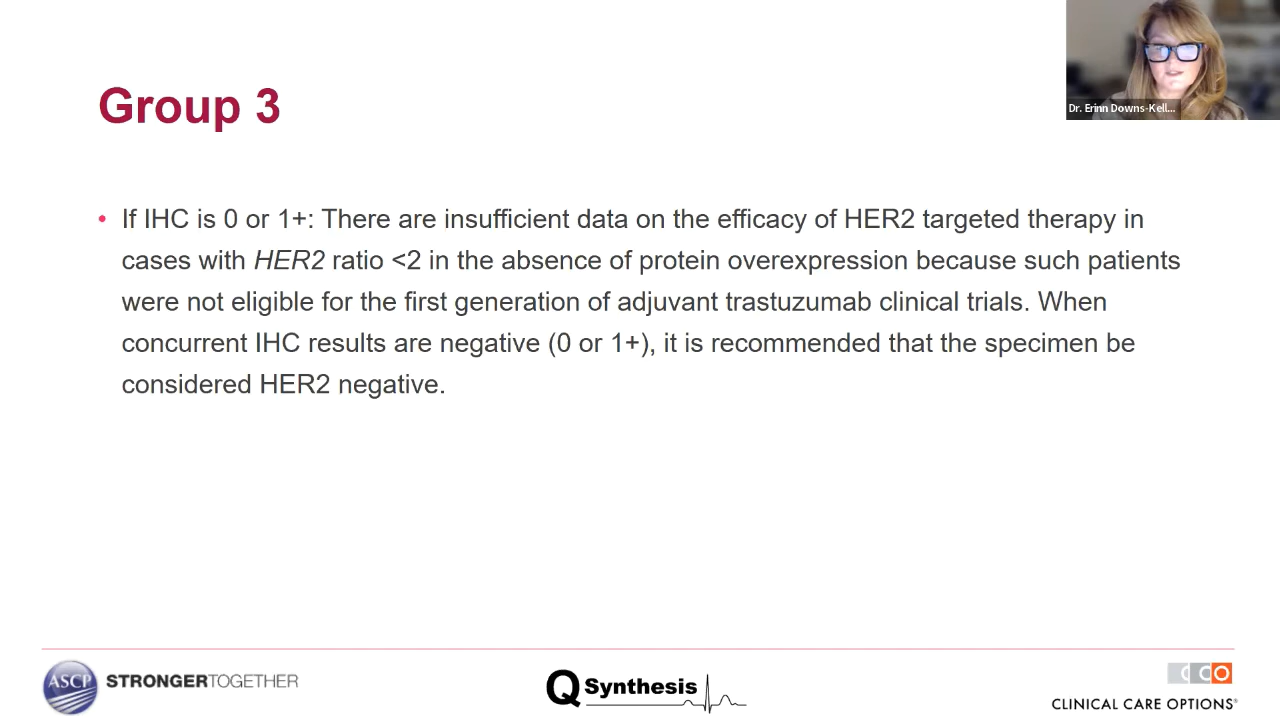 Group 3
Dr. Erinn Downs-Kell...
• If IHC is 0 or 1+: There are insufficient data on the efficacy of HER2 targeted therapy in
cases with HER2 ratio <2 in the absence of protein overexpression because such patients
were not eligible for the first generation of adjuvant trastuzumab clinical trials. When
concurrent IHC results are negative (0 or 1+), it is recommended that the specimen be
considered HER2 negative.
ASCP STRONGERTOGETHER
Q Synthesis
CCO
CLINICAL CARE OPTIONS®